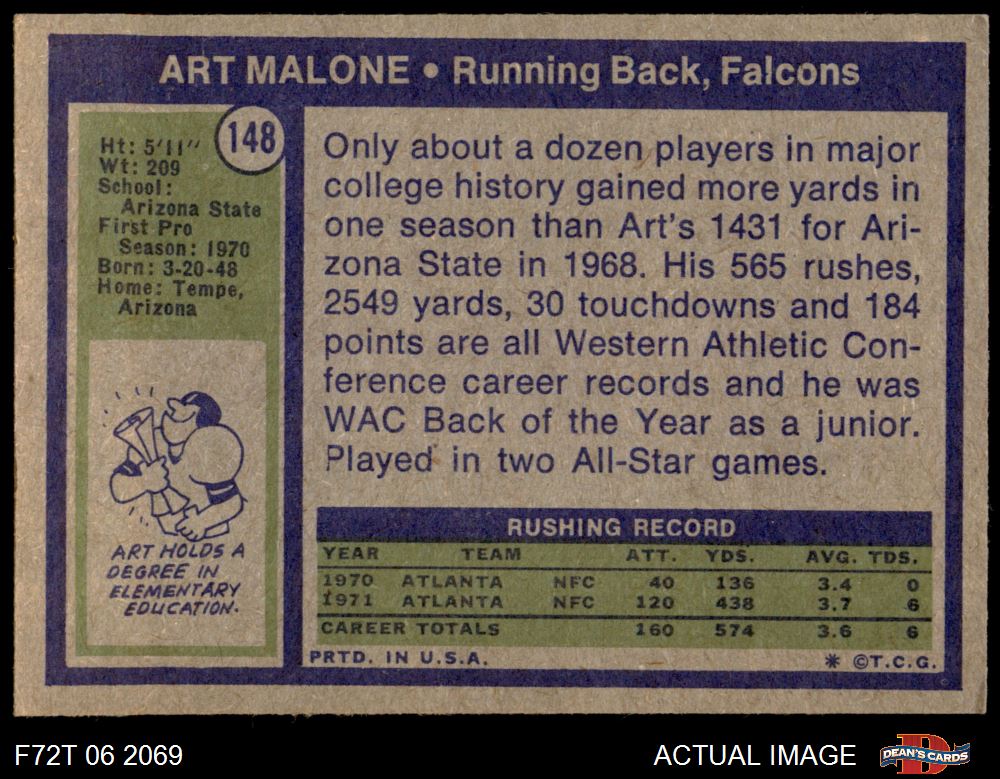 ART MALONE • Running Back, Falcons
148
Ht: 5'11"
Wt: 209
School:
Arizona State
First Pro
Season: 1970
Born: 3-20-48
Home: Tempe,
Arizona
ART HOLDS A
DEGREE IN
ELEMENTARY
EDUCATION.
Only about a dozen players in major
college history gained more yards in
one season than Art's 1431 for Ari-
zona State in 1968. His 565 rushes,
2549 yards, 30 touchdowns and 184
points are all Western Athletic Con-
ference career records and he was
WAC Back of the Year as a junior.
Played in two All-Star games.
RUSHING RECORD
YEAR TEAM ATT. YDS. AVG. TDS.
1970 ATLANTA NFC 40 136 3.4 0
1971 ATLANTA NFC 120 438 3.7 6
CAREER TOTALS 160 574 3.6 6
PRTD. IN U.S.A. * ©T.C.G.
F72T 06 2069 ACTUAL IMAGE DEAN'S CARDS